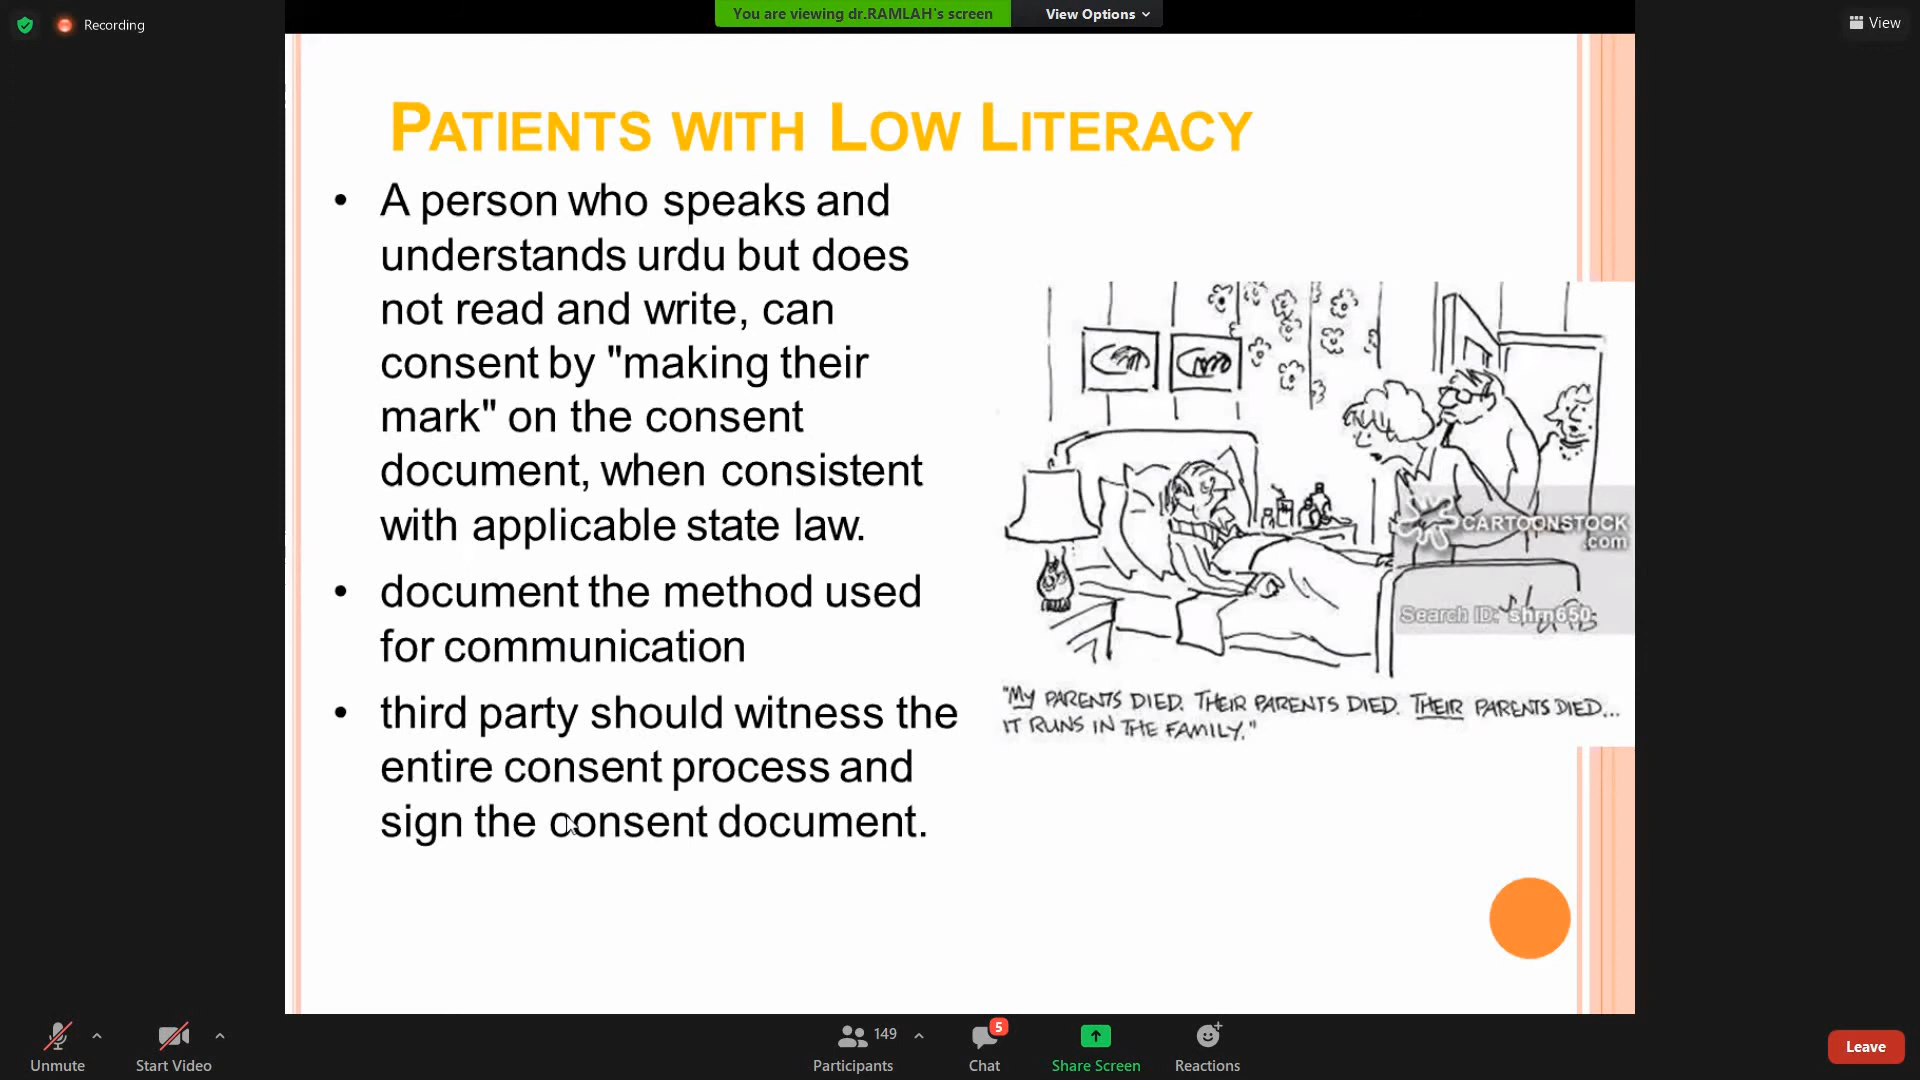 Recording
You are viewing dr.RAMLAH's screen
View Options
View
PATIENTS WITH LOW LITERACY
• A person who speaks and
understands urdu but does
not read and write, can
consent by "making their
mark" on the consent
document, when consistent
with applicable state law.
• document the method used
for communication
• third party should witness the
entire consent process and
sign the consent document.
CARTOONSTOCK
.com
Search ID: shrn650
"MY PARENTS DIED. THEIR PARENTS DIED. THEIR PARENTS DIED...
IT RUNS IN THE FAMILY."
Unmute
Start Video
149
Participants
5
Chat
Share Screen
Reactions
Leave